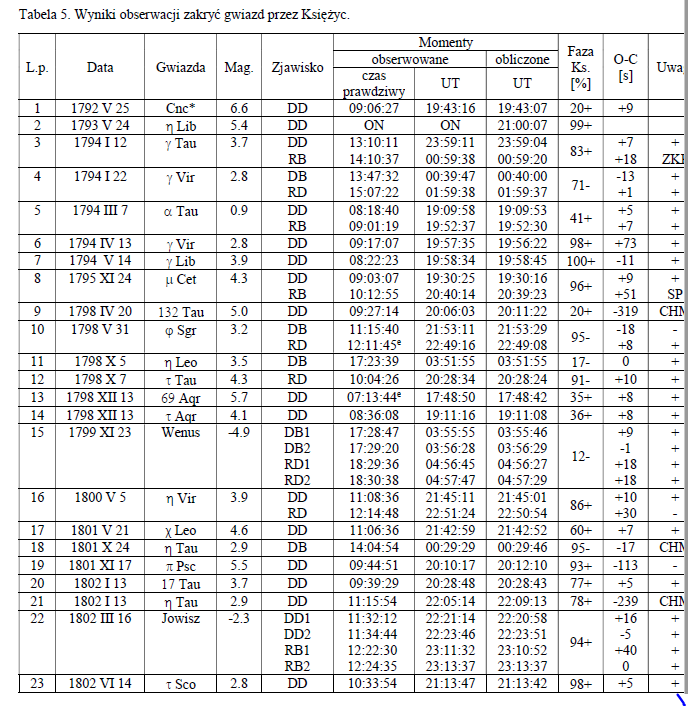 Tabela 5. Wyniki obserwacji zakryć gwiazd przez Księżyc.
L.p. Data Gwiazda Mag. Zjawisko Momenty Faza Ks. [%] O-C [s] Uwa
obserwowane obliczone
czas prawdziwy UT UT
1 1792 V 25 Cnc* 6.6 DD 09:06:27 19:43:16 19:43:07 20+ +9
2 1793 V 24 η Lib 5.4 DD ON ON 21:00:07 99+
3 1794 I 12 γ Tau 3.7 DD 13:10:11 23:59:11 23:59:04 83+ +7 +
RB 14:10:37 00:59:38 00:59:20 +18 ZKI
4 1794 I 22 γ Vir 2.8 DB 13:47:32 00:39:47 00:40:00 71- -13 +
RD 15:07:22 01:59:38 01:59:37 +1 +
5 1794 III 7 α Tau 0.9 DD 08:18:40 19:09:58 19:09:53 41+ +5 +
RB 09:01:19 19:52:37 19:52:30 +7 +
6 1794 IV 13 γ Vir 2.8 DD 09:17:07 19:57:35 19:56:22 98+ +73 +
7 1794 V 14 γ Lib 3.9 DD 08:22:23 19:58:34 19:58:45 100+ -11 +
8 1795 XI 24 μ Cet 4.3 DD 09:03:07 19:30:25 19:30:16 96+ +9 +
RB 10:12:55 20:40:14 20:39:23 +51 SP
9 1798 IV 20 132 Tau 5.0 DD 09:27:14 20:06:03 20:11:22 20+ -319 CHM
10 1798 V 31 φ Sgr 3.2 DB 11:15:40 21:53:11 21:53:29 95- -18 -
RD 12:11:45ᵉ 22:49:16 22:49:08 +8 +
11 1798 X 5 η Leo 3.5 DB 17:23:39 03:51:55 03:51:55 17- 0 +
12 1798 X 7 τ Tau 4.3 RD 10:04:26 20:28:34 20:28:24 91- +10 +
13 1798 XII 13 69 Aqr 5.7 DD 07:13:44ᵉ 17:48:50 17:48:42 35+ +8 +
14 1798 XII 13 τ Aqr 4.1 DD 08:36:08 19:11:16 19:11:08 36+ +8 +
15 1799 XI 23 Wenus -4.9 DB1 17:28:47 03:55:55 03:55:46 12- +9 +
DB2 17:29:20 03:56:28 03:56:29 -1 +
RD1 18:29:36 04:56:45 04:56:27 +18 +
RD2 18:30:38 04:57:47 04:57:29 +18 +
16 1800 V 5 η Vir 3.9 DD 11:08:36 21:45:11 21:45:01 86+ +10 +
RD 12:14:48 22:51:24 22:50:54 +30 -
17 1801 V 21 χ Leo 4.6 DD 11:06:36 21:42:59 21:42:52 60+ +7 +
18 1801 X 24 η Tau 2.9 DB 14:04:54 00:29:29 00:29:46 95- -17 CHM
19 1801 XI 17 π Psc 5.5 DD 09:44:51 20:10:17 20:12:10 93+ -113 -
20 1802 I 13 17 Tau 3.7 DD 09:39:29 20:28:48 20:28:43 77+ +5 +
21 1802 I 13 η Tau 2.9 DD 11:15:54 22:05:14 22:09:13 78+ -239 CHM
22 1802 III 16 Jowisz -2.3 DD1 11:32:12 22:21:14 22:20:58 94+ +16 +
DD2 11:34:44 22:23:46 22:23:51 -5 +
RB1 12:22:30 23:11:32 23:10:52 +40 +
RB2 12:24:35 23:13:37 23:13:37 0 +
23 1802 VI 14 τ Sco 2.8 DD 10:33:54 21:13:47 21:13:42 98+ +5 +